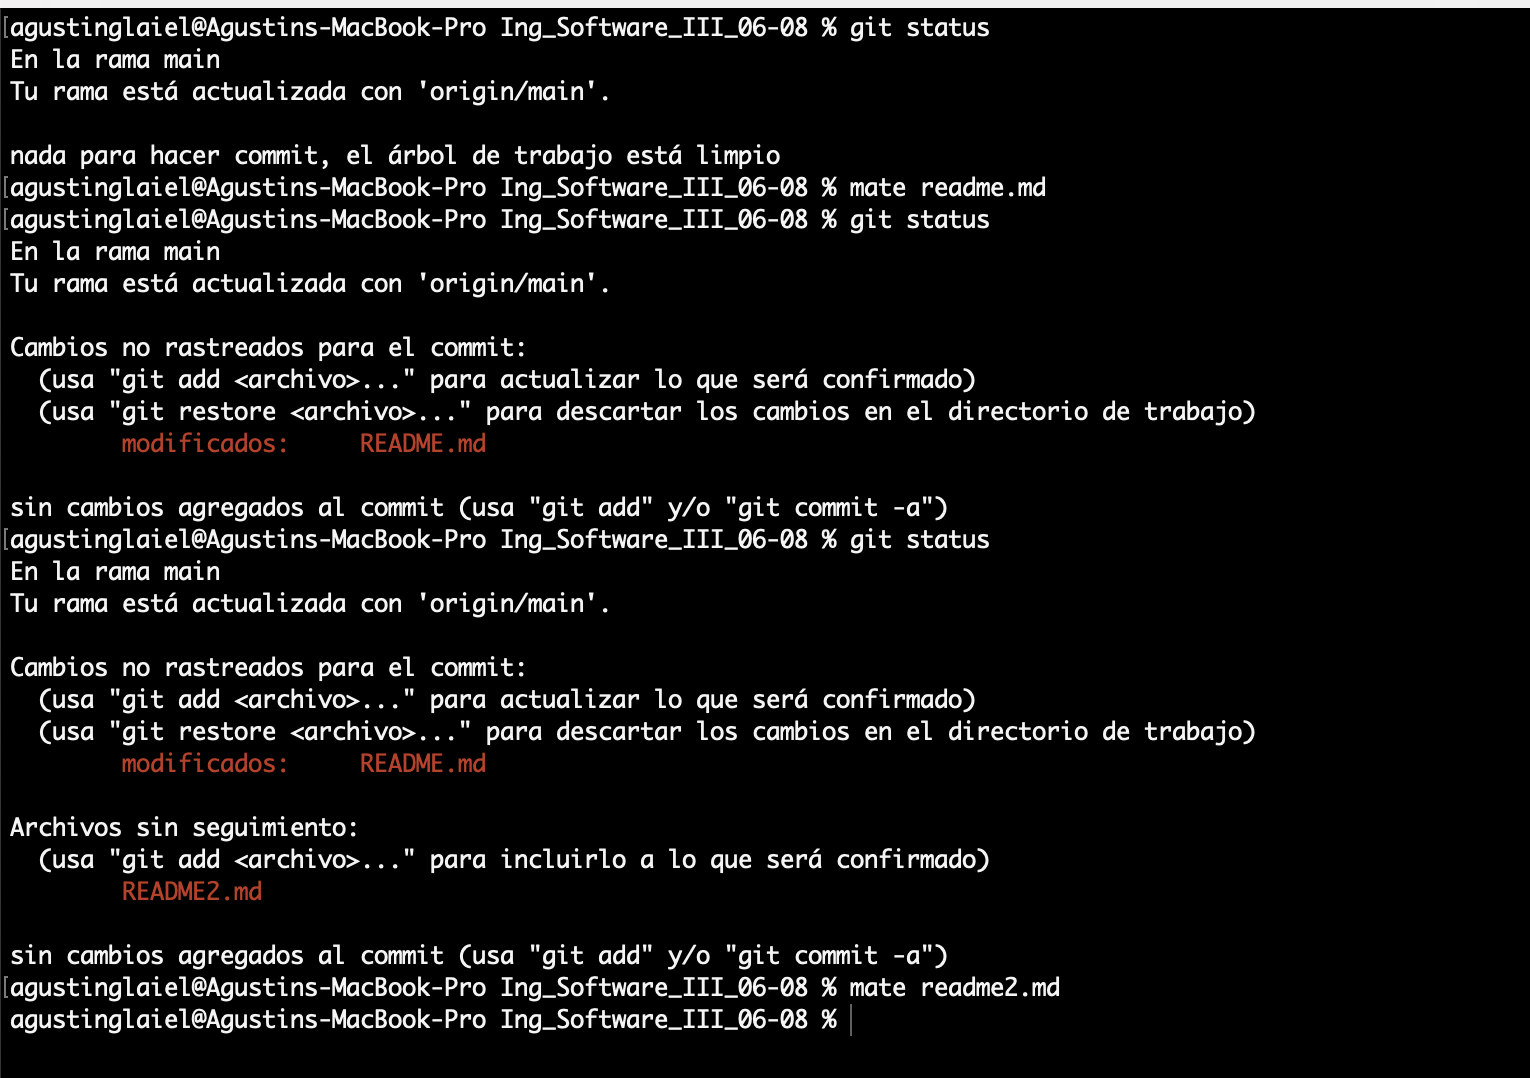 [agustinglaiel@Agustins-MacBook-Pro Ing_Software_III_06-08 % git status
En la rama main
Tu rama está actualizada con 'origin/main'.
nada para hacer commit, el árbol de trabajo está limpio
[agustinglaiel@Agustins-MacBook-Pro Ing_Software_III_06-08 % mate readme.md
[agustinglaiel@Agustins-MacBook-Pro Ing_Software_III_06-08 % git status
En la rama main
Tu rama está actualizada con 'origin/main'.
Cambios no rastreados para el commit:
  (usa "git add <archivo>..." para actualizar lo que será confirmado)
  (usa "git restore <archivo>..." para descartar los cambios en el directorio de trabajo)
        modificados:     README.md
sin cambios agregados al commit (usa "git add" y/o "git commit -a")
[agustinglaiel@Agustins-MacBook-Pro Ing_Software_III_06-08 % git status
En la rama main
Tu rama está actualizada con 'origin/main'.
Cambios no rastreados para el commit:
  (usa "git add <archivo>..." para actualizar lo que será confirmado)
  (usa "git restore <archivo>..." para descartar los cambios en el directorio de trabajo)
        modificados:     README.md
Archivos sin seguimiento:
  (usa "git add <archivo>..." para incluirlo a lo que será confirmado)
        README2.md
sin cambios agregados al commit (usa "git add" y/o "git commit -a")
[agustinglaiel@Agustins-MacBook-Pro Ing_Software_III_06-08 % mate readme2.md
agustinglaiel@Agustins-MacBook-Pro Ing_Software_III_06-08 %